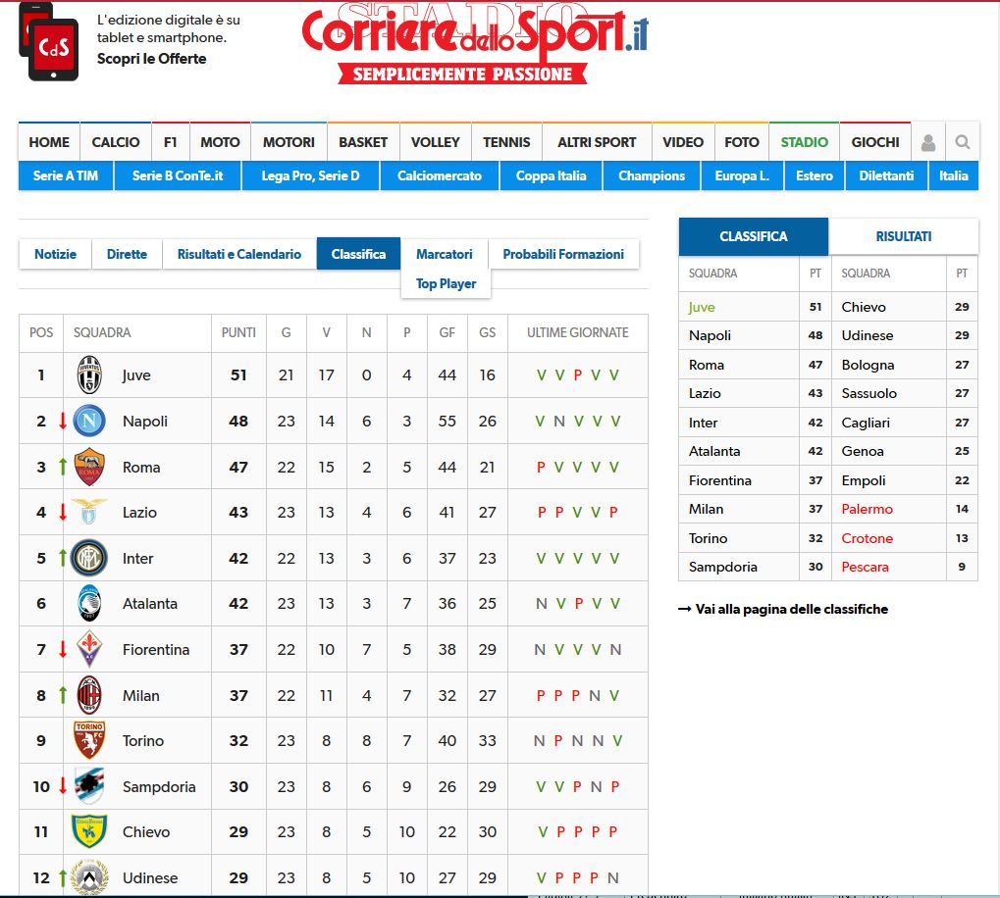 L'edizione digitale è su
tablet e smartphone.
Scopri le Offerte
CdS
STADIO
Corriere dello Sport.it
SEMPLICEMENTE PASSIONE
HOME CALCIO F1 MOTO MOTORI BASKET VOLLEY TENNIS ALTRI SPORT VIDEO FOTO STADIO GIOCHI
Serie A TIM Serie B ConTe.it Lega Pro, Serie D Calciomercato Coppa Italia Champions Europa L. Estero Dilettanti Italia
Notizie Dirette Risultati e Calendario Classifica Marcatori Probabili Formazioni
Top Player
POS SQUADRA PUNTI G V N P GF GS ULTIME GIORNATE
1 Juve 51 21 17 0 4 44 16 V V P V V
2 Napoli 48 23 14 6 3 55 26 V N V V V
3 Roma 47 22 15 2 5 44 21 P V V V V
4 Lazio 43 23 13 4 6 41 27 P P V V P
5 Inter 42 22 13 3 6 37 23 V V V V V
6 Atalanta 42 23 13 3 7 36 25 N V P V V
7 Fiorentina 37 22 10 7 5 38 29 N V V V N
8 Milan 37 22 11 4 7 32 27 P P P N V
9 Torino 32 23 8 8 7 40 33 N P N N V
10 Sampdoria 30 23 8 6 9 26 29 V V P N P
11 Chievo 29 23 8 5 10 22 30 V P P P P
12 Udinese 29 23 8 5 10 27 29 V P P P N
CLASSIFICA RISULTATI
SQUADRA PT SQUADRA PT
Juve 51 Chievo 29
Napoli 48 Udinese 29
Roma 47 Bologna 27
Lazio 43 Sassuolo 27
Inter 42 Cagliari 27
Atalanta 42 Genoa 25
Fiorentina 37 Empoli 22
Milan 37 Palermo 14
Torino 32 Crotone 13
Sampdoria 30 Pescara 9
→ Vai alla pagina delle classifiche